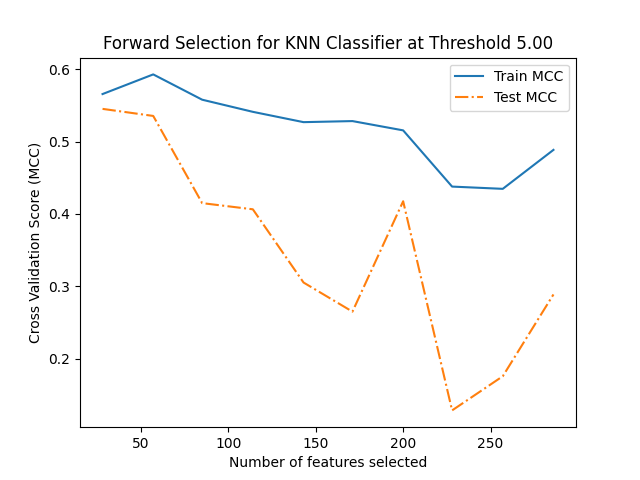 Forward Selection for KNN Classifier at Threshold 5.00
Train MCC
Test MCC
Cross Validation Score (MCC)
0.6
0.5
0.4
0.3
0.2
50 100 150 200 250
Number of features selected